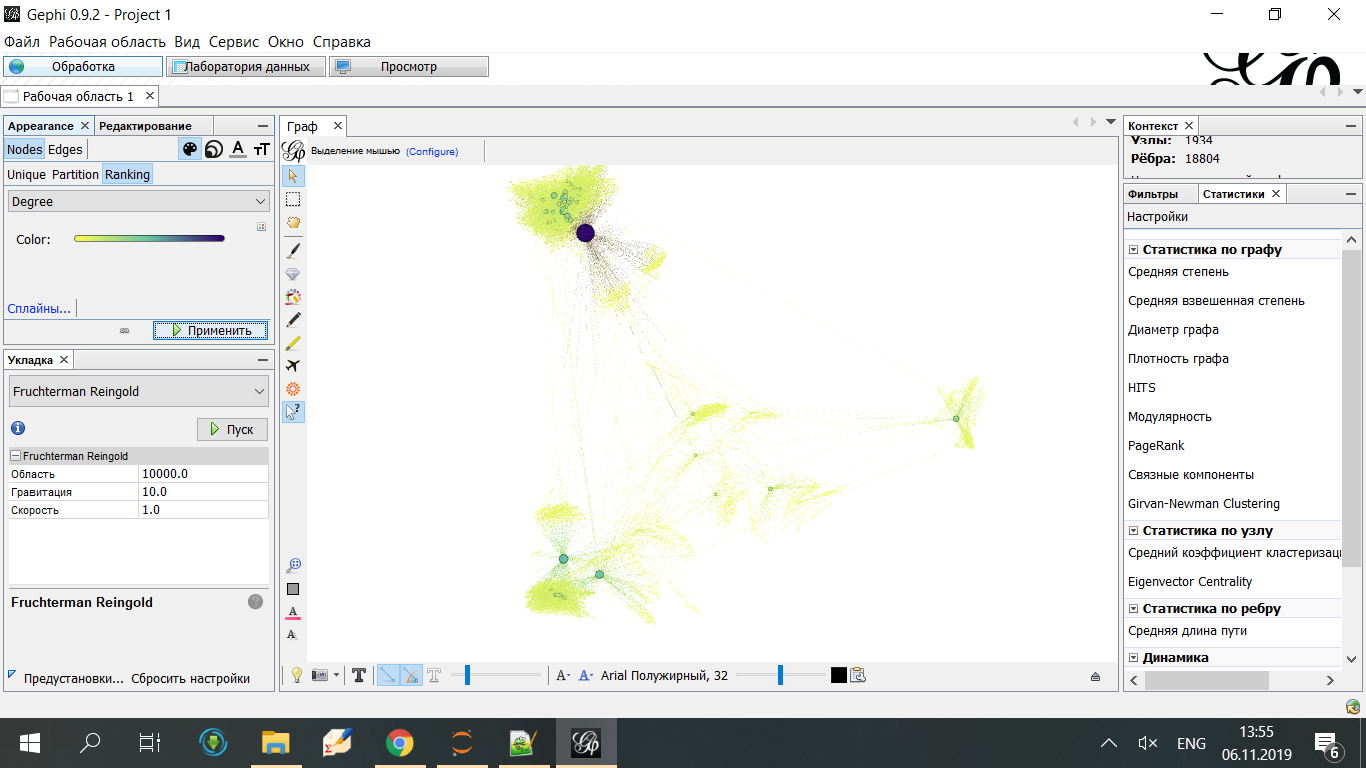 Gephi 0.9.2 - Project 1
Файл Рабочая область Вид Сервис Окно Справка
Обработка Лаборатория данных Просмотр
Рабочая область 1
Appearance Редактирование
Nodes Edges
Unique Partition Ranking
Degree
Color:
Сплайны...
Применить
Укладка
Fruchterman Reingold
Пуск
Fruchterman Reingold
Область 10000.0
Гравитация 10.0
Скорость 1.0
Fruchterman Reingold
Предустановки... Сбросить настройки
Граф
Выделение мышью (Configure)
Arial Полужирный, 32
Контекст
Узлы: 1934
Рёбра: 18804
Фильтры Статистики
Настройки
Статистика по графу
Средняя степень
Средняя взвешенная степень
Диаметр графа
Плотность графа
HITS
Модулярность
PageRank
Связные компоненты
Girvan-Newman Clustering
Статистика по узлу
Средний коэффициент кластеризац
Eigenvector Centrality
Статистика по ребру
Средняя длина пути
Динамика
ENG
13:55
06.11.2019
6